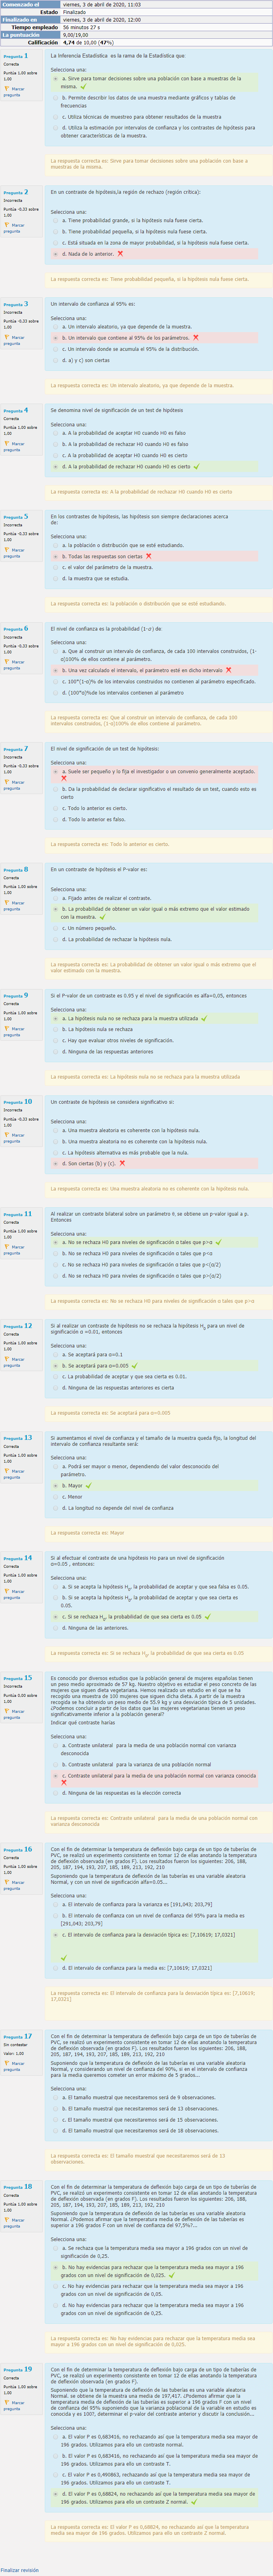 Comenzado el viernes, 3 de abril de 2020, 11:03
Estado Finalizado
Finalizado en viernes, 3 de abril de 2020, 12:00
Tiempo empleado 56 minutos 27 s
La puntuación 9,00/19,00
Calificación 4,74 de 10,00 (47%)
Pregunta 1
Correcta
Puntúa 1,00 sobre 1,00
Marcar pregunta
La Inferencia Estadística es la rama de la Estadística que:
Selecciona una:
a. Sirve para tomar decisiones sobre una población con base a muestras de la
misma.
b. Permite describir los datos de una muestra mediante gráficos y tablas de
frecuencias
c. Utiliza técnicas de muestreo para obtener resultados de la muestra
d. Utiliza la estimación por intervalos de confianza y los contrastes de hipótesis para
obtener características de la muestra.
La respuesta correcta es: Sirve para tomar decisiones sobre una población con base a
muestras de la misma.
Pregunta 2
Incorrecta
Puntúa -0,33 sobre 1,00
Marcar pregunta
En un contraste de hipótesis,la región de rechazo (región crítica):
Selecciona una:
a. Tiene probabilidad grande, si la hipótesis nula fuese cierta.
b. Tiene probabilidad pequeña, si la hipótesis nula fuese cierta.
c. Está situada en la zona de mayor probabilidad, si la hipótesis nula fuese cierta.
d. Nada de lo anterior.
La respuesta correcta es: Tiene probabilidad pequeña, si la hipótesis nula fuese cierta.
Pregunta 3
Incorrecta
Puntúa -0,33 sobre 1,00
Marcar pregunta
Un intervalo de confianza al 95% es:
Selecciona una:
a. Un intervalo aleatorio, ya que depende de la muestra.
b. Un intervalo que contiene al 95% de los parámetros.
c. Un intervalo donde se acumula el 95% de la distribución.
d. a) y c) son ciertas
La respuesta correcta es: Un intervalo aleatorio, ya que depende de la muestra.
Pregunta 4
Correcta
Puntúa 1,00 sobre 1,00
Marcar pregunta
Se denomina nivel de significación de un test de hipótesis
Selecciona una:
a. A la probabilidad de aceptar H0 cuando H0 es falso
b. A la probabilidad de rechazar H0 cuando H0 es falso
c. A la probabilidad de aceptar H0 cuando H0 es cierto
d. A la probabilidad de rechazar H0 cuando H0 es cierto
La respuesta correcta es: A la probabilidad de rechazar H0 cuando H0 es cierto
Pregunta 5
Incorrecta
Puntúa -0,33 sobre 1,00
Marcar pregunta
En los contrastes de hipótesis, las hipótesis son siempre declaraciones acerca
de:
Selecciona una:
a. la población o distribución que se esté estudiando.
b. Todas las respuestas son ciertas
c. el valor del parámetro de la muestra.
d. la muestra que se estudia.
La respuesta correcta es: la población o distribución que se esté estudiando.
Pregunta 6
Incorrecta
Puntúa -0,33 sobre 1,00
Marcar pregunta
El nivel de confianza es la probabilidad (1-α) de:
Selecciona una:
a. Que al construir un intervalo de confianza, de cada 100 intervalos construidos, (1-
α)100% de ellos contiene al parámetro.
b. Una vez calculado el intervalo, el parámetro esté en dicho intervalo
c. 100*(1-α)% de los intervalos construidos no contienen al parámetro especificado.
d. (100*α)%de los intervalos contienen al parámetro
La respuesta correcta es: Que al construir un intervalo de confianza, de cada 100
intervalos construidos, (1-α)100% de ellos contiene al parámetro.
Pregunta 7
Incorrecta
Puntúa -0,33 sobre 1,00
Marcar pregunta
El nivel de significación de un test de hipótesis:
Selecciona una:
a. Suele ser pequeño y lo fija el investigador o un convenio generalmente aceptado.
b. Da la probabilidad de declarar significativo el resultado de un test, cuando esto es
cierto
c. Todo lo anterior es cierto.
d. Todo lo anterior es falso.
La respuesta correcta es: Todo lo anterior es cierto.
Pregunta 8
Correcta
Puntúa 1,00 sobre 1,00
Marcar pregunta
En un contraste de hipótesis el P-valor es:
Selecciona una:
a. Fijado antes de realizar el contraste.
b. La probabilidad de obtener un valor igual o más extremo que el valor estimado
con la muestra.
c. Un número pequeño.
d. La probabilidad de rechazar la hipótesis nula.
La respuesta correcta es: La probabilidad de obtener un valor igual o más extremo que el
valor estimado con la muestra.
Pregunta 9
Correcta
Puntúa 1,00 sobre 1,00
Marcar pregunta
Si el P-valor de un contraste es 0.95 y el nivel de significación es alfa=0,05, entonces
Selecciona una:
a. La hipótesis nula no se rechaza para la muestra utilizada
b. La hipótesis nula se rechaza
c. Hay que evaluar otros niveles de significación.
d. Ninguna de las respuestas anteriores
La respuesta correcta es: La hipótesis nula no se rechaza para la muestra utilizada
Pregunta 10
Incorrecta
Puntúa -0,33 sobre 1,00
Marcar pregunta
Un contraste de hipótesis se considera significativo si:
Selecciona una:
a. Una muestra aleatoria es coherente con la hipótesis nula.
b. Una muestra aleatoria no es coherente con la hipótesis nula.
c. La hipótesis alternativa es más probable que la nula.
d. Son ciertas (b) y (c).
La respuesta correcta es: Una muestra aleatoria no es coherente con la hipótesis nula.
Pregunta 11
Correcta
Puntúa 1,00 sobre 1,00
Marcar pregunta
Al realizar un contraste bilateral sobre un parámetro θ, se obtiene un p-valor igual a p.
Entonces
Selecciona una:
a. No se rechaza H0 para niveles de significación α tales que p>α
b. No se rechaza H0 para niveles de significación α tales que p<α
c. No se rechaza H0 para niveles de significación α tales que p<(α/2)
d. No se rechaza H0 para niveles de significación α tales que p>(α/2)
La respuesta correcta es: No se rechaza H0 para niveles de significación α tales que p>α
Pregunta 12
Correcta
Puntúa 1,00 sobre 1,00
Marcar pregunta
Si al realizar un contraste de hipótesis no se rechaza la hipótesis H0 para un nivel de
significación α =0.01, entonces
Selecciona una:
a. Se aceptará para α=0.1
b. Se aceptará para α=0.005
c. La probabilidad de aceptar y que sea cierta es 0.01.
d. Ninguna de las respuestas anteriores es cierta
La respuesta correcta es: Se aceptará para α=0.005
Pregunta 13
Correcta
Puntúa 1,00 sobre 1,00
Marcar pregunta
Si aumentamos el nivel de confianza y el tamaño de la muestra queda fijo, la longitud del
intervalo de confianza resultante será:
Selecciona una:
a. Podrá ser mayor o menor, dependiendo del valor desconocido del
parámetro.
b. Mayor
c. Menor
d. La longitud no depende del nivel de confianza
La respuesta correcta es: Mayor
Pregunta 14
Correcta
Puntúa 1,00 sobre 1,00
Marcar pregunta
Si al efectuar el contraste de una hipótesis Ho para un nivel de significación
α=0.05 , entonces:
Selecciona una:
a. Si se acepta la hipótesis H0, la probabilidad de aceptar y que sea falsa es 0.05.
b. Si se acepta la hipótesis H0, la probabilidad de aceptar y que sea cierta es
0.05.
c. Si se rechaza H0, la probabilidad de que sea cierta es 0.05
d. Ninguna de las anteriores.
La respuesta correcta es: Si se rechaza H0, la probabilidad de que sea cierta es 0.05
Pregunta 15
Incorrecta
Puntúa 0,00 sobre 1,00
Marcar pregunta
Es conocido por diversos estudios que la población general de mujeres españolas tienen
un peso medio aproximado de 57 kg. Nuestro objetivo es estudiar el peso de las
mujeres que siguen dieta vegetariana. Hemos realizado un estudio en el que se ha
recogido una muestra de 100 mujeres que siguen dicha dieta. A partir de la muestra
recogida se ha obtenido un peso medio de 55.9 kg y una desviación típica de 5 unidades.
¿Podemos concluir a partir de los datos que las mujeres vegetarianas tienen un peso
significativamente inferior a la población general?
Indicar qué contraste harías
Selecciona una:
a. Contraste unilateral para la media de una población normal con varianza
desconocida
b. Contraste unilateral para la varianza de una población normal
c. Contraste unilateral para la media de una población normal con varianza conocida
d. Ninguna de las respuestas es la elección correcta
La respuesta correcta es: Contraste unilateral para la media de una población normal con
varianza desconocida
Pregunta 16
Correcta
Puntúa 1,00 sobre 1,00
Marcar pregunta
Con el fin de determinar la temperatura de deflexión bajo carga de un tipo de tuberías de
PVC, se realizó un experimento consistente en tomar 12 de ellas anotando la temperatura
de deflexión observada (en grados F). Los resultados fueron los siguientes: 206, 188,
205, 187, 194, 193, 207, 185, 189, 213, 192, 210
Suponiendo que la temperatura de deflexión de las tuberías es una variable aleatoria
Normal, y con un nivel de significación alfa=0.05...
Selecciona una:
a. El intervalo de confianza para la varianza es [191,043; 203,79]
b. El intervalo de confianza con un nivel de confianza del 95% para la media es
[291,043; 203,79]
c. El intervalo de confianza para la desviación típica es: [7,10619; 17,0321]
d. El intervalo de confianza para la media es: [7,10619; 17,0321]
La respuesta correcta es: El intervalo de confianza para la desviación típica es: [7,10619;
17,0321]
Pregunta 17
Sin contestar
Valor: 1,00
Marcar pregunta
Con el fin de determinar la temperatura de deflexión bajo carga de un tipo de tuberías de
PVC, se realizó un experimento consistente en tomar 12 de ellas anotando la temperatura
de deflexión observada (en grados F). Los resultados fueron los siguientes: 206, 188,
205, 187, 194, 193, 207, 185, 189, 213, 192, 210
Suponiendo que la temperatura de deflexión de las tuberías es una variable aleatoria
Normal, y considerando un nivel de confianza del 90%, si en el intervalo de confianza
para la media queremos cometer un error máximo de 5 grados...
Selecciona una:
a. El tamaño muestral que necesitaremos será de 9 observaciones.
b. El tamaño muestral que necesitaremos será de 13 observaciones.
c. El tamaño muestral que necesitaremos será de 15 observaciones.
d. El tamaño muestral que necesitaremos será de 18 observaciones.
La respuesta correcta es: El tamaño muestral que necesitaremos será de 13
observaciones.
Pregunta 18
Correcta
Puntúa 1,00 sobre 1,00
Marcar pregunta
Con el fin de determinar la temperatura de deflexión bajo carga de un tipo de tuberías de
PVC, se realizó un experimento consistente en tomar 12 de ellas anotando la temperatura
de deflexión observada (en grados F). Los resultados fueron los siguientes: 206, 188,
205, 187, 194, 193, 207, 185, 189, 213, 192, 210
Suponiendo que la temperatura de deflexión de las tuberías es una variable aleatoria
Normal. ¿Podemos afirmar que la temperatura media de deflexión de las tuberías es
superior a 196 grados F con un nivel de confianza del 97,5%?...
Selecciona una:
a. Se rechaza que la temperatura media sea mayor a 196 grados con un nivel de
significación de 0,25.
b. No hay evidencias para rechazar que la temperatura media sea mayor a 196
grados con un nivel de significación de 0,025.
c. No hay evidencias para rechazar que la temperatura media sea mayor a 196
grados con un nivel de significación de 0,05.
d. No hay evidencias para rechazar que la temperatura media sea mayor a 196
grados con un nivel de significación de 0,25.
La respuesta correcta es: No hay evidencias para rechazar que la temperatura media sea
mayor a 196 grados con un nivel de significación de 0,025.
Pregunta 19
Correcta
Puntúa 1,00 sobre 1,00
Marcar pregunta
Con el fin de determinar la temperatura de deflexión bajo carga de un tipo de tuberías de
PVC, se realizó un experimento consistente en tomar 12 de ellas anotando la temperatura
de deflexión observada (en grados F). Los resultados fueron los siguientes: 206, 188,
205, 187, 194, 193, 207, 185, 189, 213, 192, 210
Suponiendo que la temperatura de deflexión de las tuberías es una variable aleatoria
Normal, se obtiene de la muestra una media de 197,417. ¿Podemos afirmar que la
temperatura media de deflexión de las tuberías es superior a 196 grados F con un nivel
de confianza del 95% suponiendo que la varianza poblacional de la temperatura es
conocida y es 100?, determinar el p-valor del contraste anterior y discutir la conclusión...
Selecciona una:
a. El valor P es 0,683416, no rechazando así que la temperatura media sea mayor de
196 grados. Utilizamos para ello un contraste normal.
b. El valor P es 0,683416, no rechazando así que la temperatura media sea mayor de
196 grados. Utilizamos para ello un contraste T.
c. El valor P es 0,490863, rechazando así que la temperatura media sea mayor de
196 grados. Utilizamos para ello un contraste T.
d. El valor P es 0,68824, no rechazando así que la temperatura media sea mayor de
196 grados. Utilizamos para ello un contraste Z normal.
La respuesta correcta es: El valor P es 0,68824, no rechazando así que la temperatura
media sea mayor de 196 grados. Utilizamos para ello un contraste Z normal.
Finalizar revisión